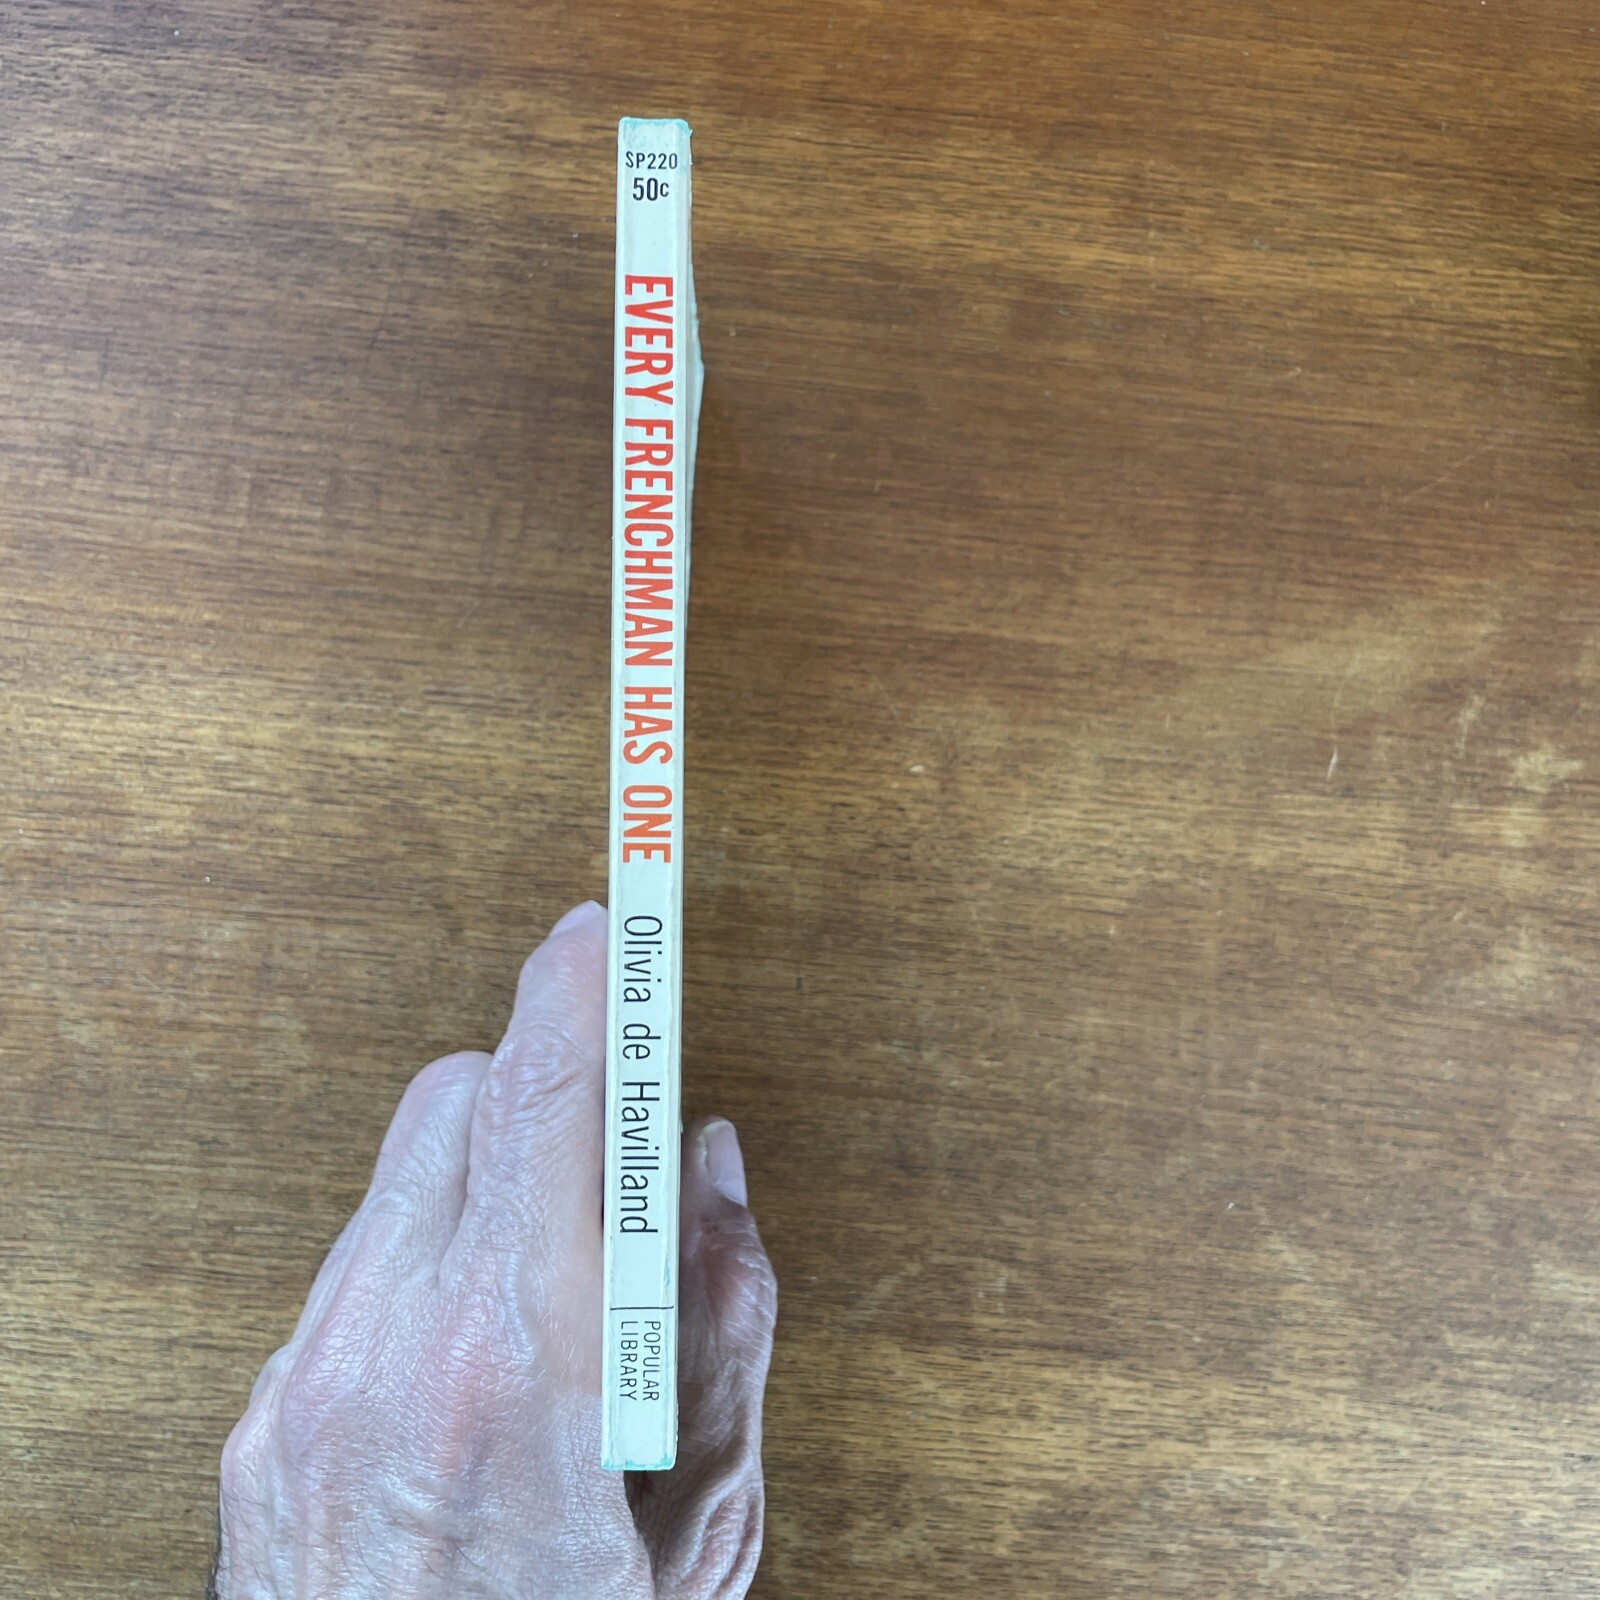 SP220
50c
EVERY FRENCHMAN HAS ONE
Olivia de Havilland
POPULAR
LIBRARY